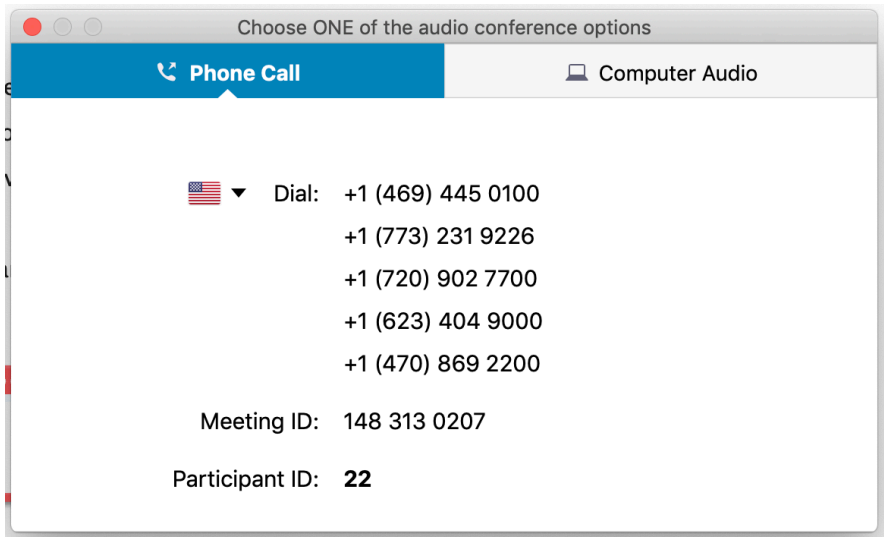 Choose ONE of the audio conference options
Phone Call Computer Audio
Dial: +1 (469) 445 0100
+1 (773) 231 9226
+1 (720) 902 7700
+1 (623) 404 9000
+1 (470) 869 2200
Meeting ID: 148 313 0207
Participant ID: 22